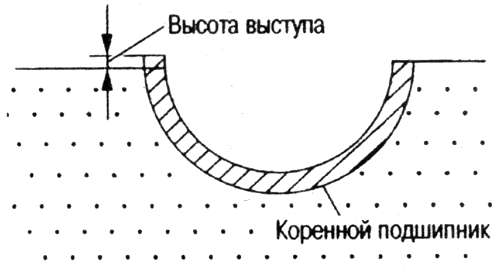 Высота выступа
Коренной подшипник